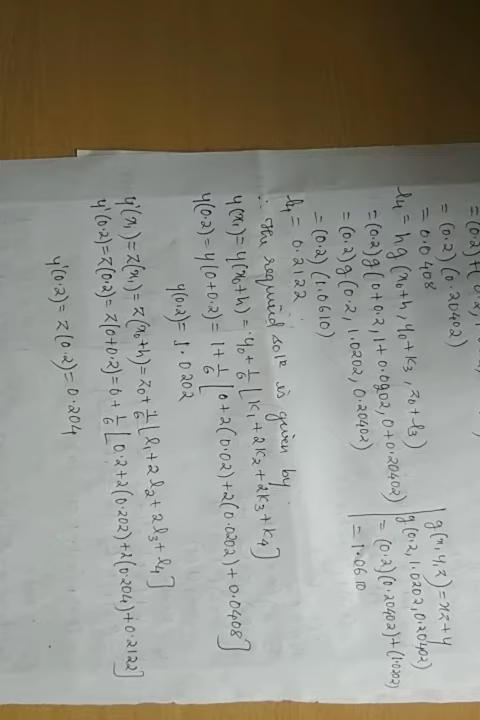 = (0.2) f (0.2, 1.
= (0.2) (0.20402)
= 0.0408
l4 = hg (x0+h, y0+k3, z0+l3)
= (0.2) g (0+0.2, 1+0.0202, 0+0.20402)
= (0.2) g (0.2, 1.0202, 0.20402)
= (0.2) (1.0610)
l4 = 0.2122
g(x,y,z) = xz+y
g(0.2, 1.0202, 0.20402)
= (0.2)(0.20402)+(1.0202)
= 1.0610
∴ The required soln is given by
y(x1) = y(x0+h) = y0 + 1/6 [k1+2k2+2k3+k4]
y(0.2) = y(0+0.2) = 1 + 1/6 [0+2(0.02)+2(0.0202)+0.0408]
y(0.2) = 1.0202
y'(x1) = z(x1) = z(x0+h) = z0 + 1/6 [l1+2l2+2l3+l4]
y'(0.2) = z(0.2) = z(0+0.2) = 0 + 1/6 [0.2+2(0.202)+2(0.204)+0.2122]
y'(0.2) = z(0.2) = 0.204